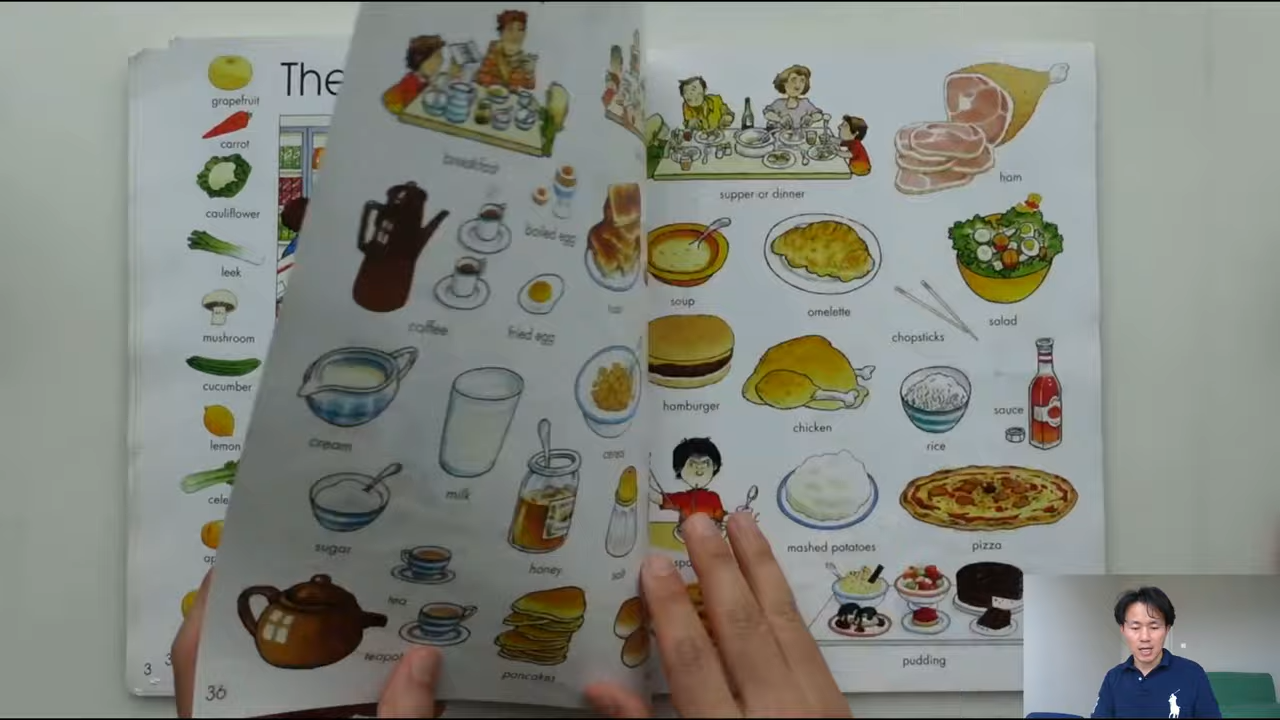 grapefruit
The
carrot
cauliflower
leek
mushroom
cucumber
lemon
3
breakfast
boiled egg
coffee
fried egg
cream
milk
sugar
honey
salt
tea
teapot
pancakes
36
supper or dinner
ham
soup
omelette
chopsticks
salad
hamburger
chicken
rice
sauce
mashed potatoes
pizza
pudding